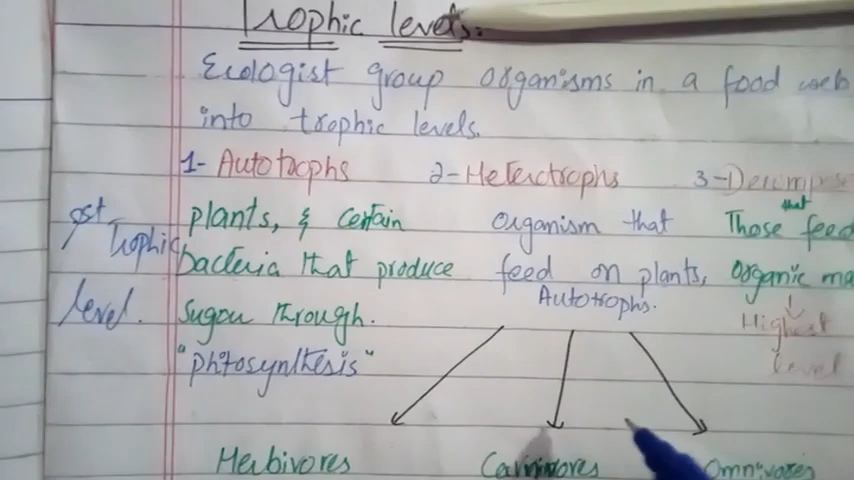 Trophic levels:
Ecologist group organisms in a food web
into trophic levels.
1- Autotrophs 2- Heterotrophs 3- Decompose
plants, & certain Organism that Those that feed
bacteria that produce feed on plants, organic ma
Sugar through. Autotrophs. Highest
"photosynthesis" level
1st Trophic
level.
Herbivores Carnivores Omnivores